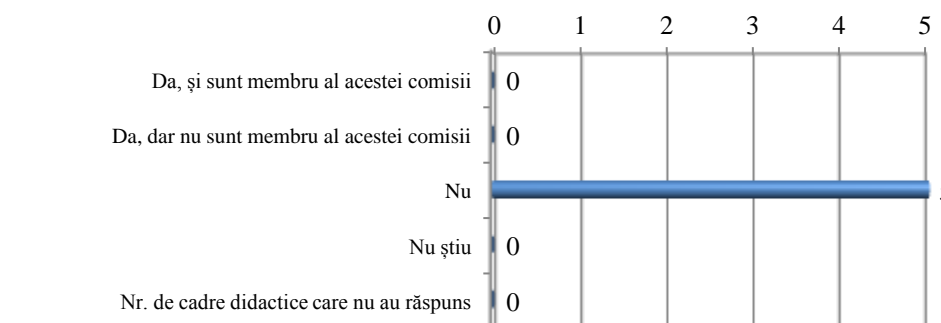 0 1 2 3 4 5
Da, și sunt membru al acestei comisii 0
Da, dar nu sunt membru al acestei comisii 0
Nu
Nu știu 0
Nr. de cadre didactice care nu au răspuns 0